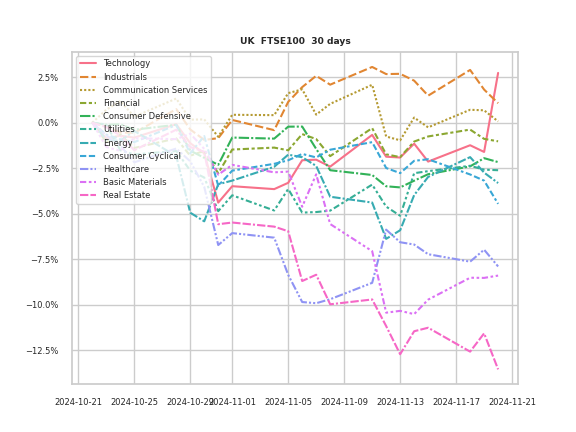 UK  FTSE100  30 days
Technology
Industrials
Communication Services
Financial
Consumer Defensive
Utilities
Energy
Consumer Cyclical
Healthcare
Basic Materials
Real Estate
2.5%
0.0%
−2.5%
−5.0%
−7.5%
−10.0%
−12.5%
2024-10-21 2024-10-25 2024-10-29 2024-11-01 2024-11-05 2024-11-09 2024-11-13 2024-11-17 2024-11-21